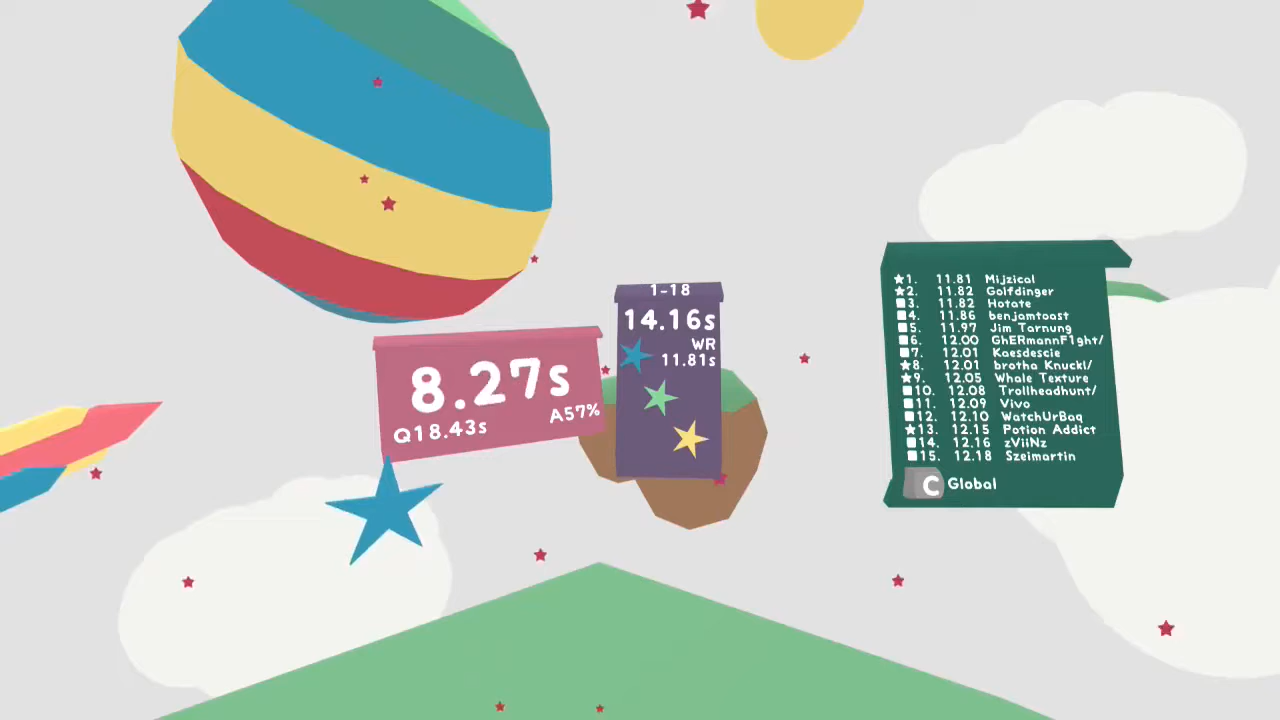 8.27s
Q18.43s
A57%
1-18
14.16s
WR
11.81s
1. 11.81 Mijzical
2. 11.82 Golfdinger
3. 11.82 Hotate
4. 11.86 benjamtoast
5. 11.97 Jim Tarnung
6. 12.00 GhERmannF1ght/
7. 12.01 Kaesdescie
8. 12.01 brotha Knuckl/
9. 12.05 Whale Texture
10. 12.08 Trollheadhunt/
11. 12.09 Vivo
12. 12.10 WatchUrBaq
13. 12.15 Potion Addict
14. 12.16 zViiNz
15. 12.18 Szeimartin
C Global